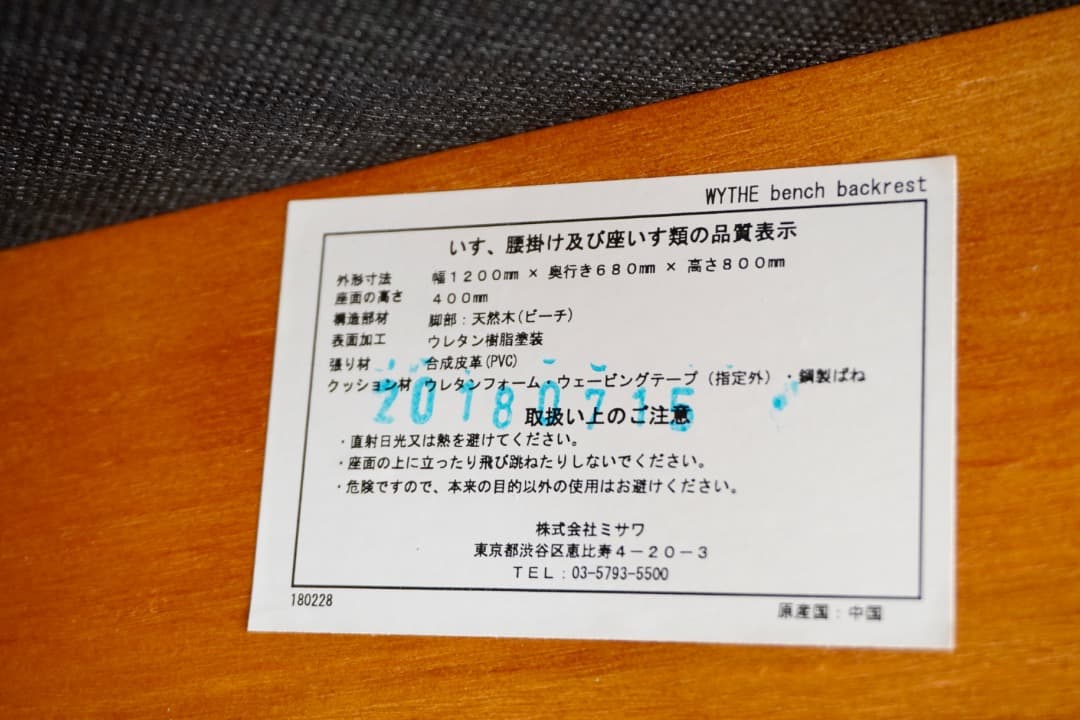 WYTHE bench backrest
いす、腰掛け及び座いす類の品質表示
外形寸法 幅1200mm × 奥行き680mm × 高さ800mm
座面の高さ 400mm
構造部材 脚部:天然木(ビーチ)
表面加工 ウレタン樹脂塗装
張り材 合成皮革(PVC)
クッション材 ウレタンフォーム・ウェービングテープ(指定外)・鋼製ばね
20180715
取扱い上のご注意
・直射日光又は熱を避けてください。
・座面の上に立ったり飛び跳ねたりしないでください。
・危険ですので、本来の目的以外の使用はお避けください。
株式会社ミサワ
東京都渋谷区恵比寿4-20-3
TEL:03-5793-5500
180228
原産国:中国